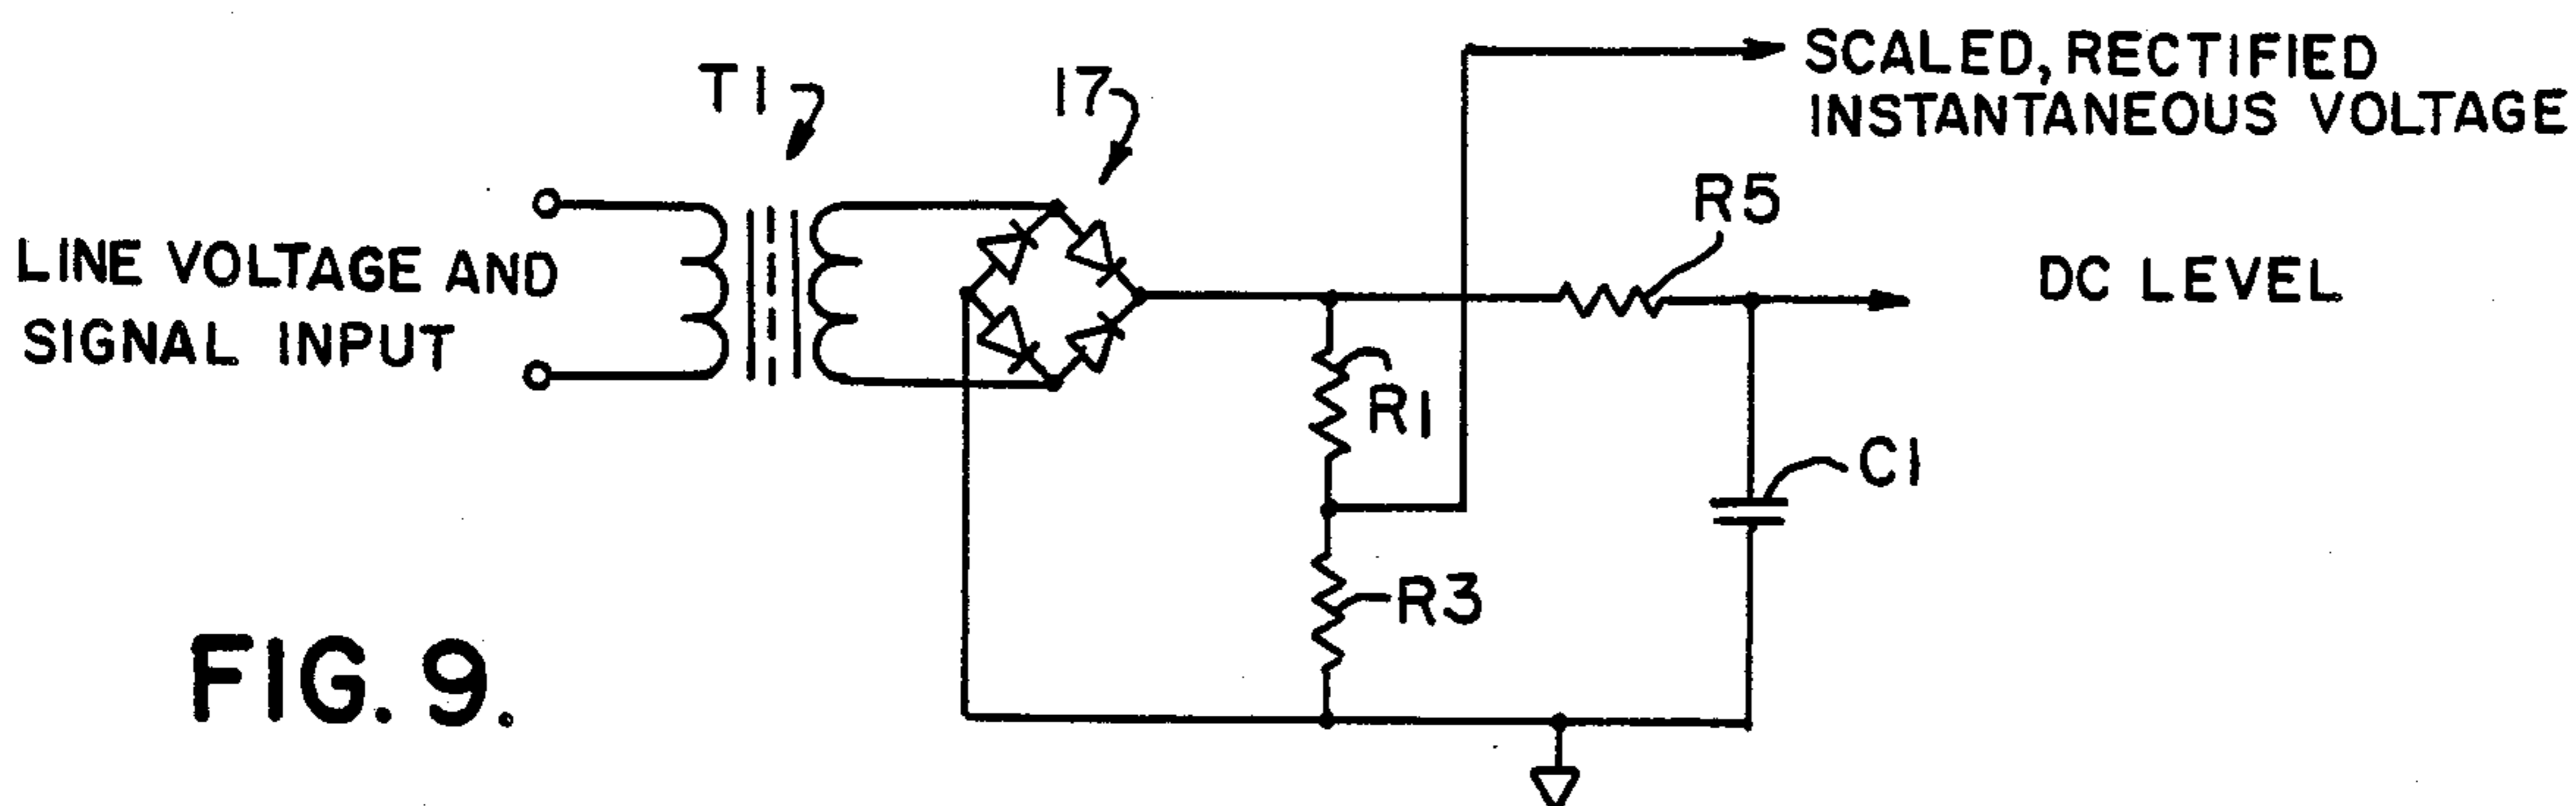 SCALED, RECTIFIED
INSTANTANEOUS VOLTAGE
T1
17
R5
LINE VOLTAGE AND
SIGNAL INPUT
DC LEVEL
R1
C1
R3
FIG. 9.